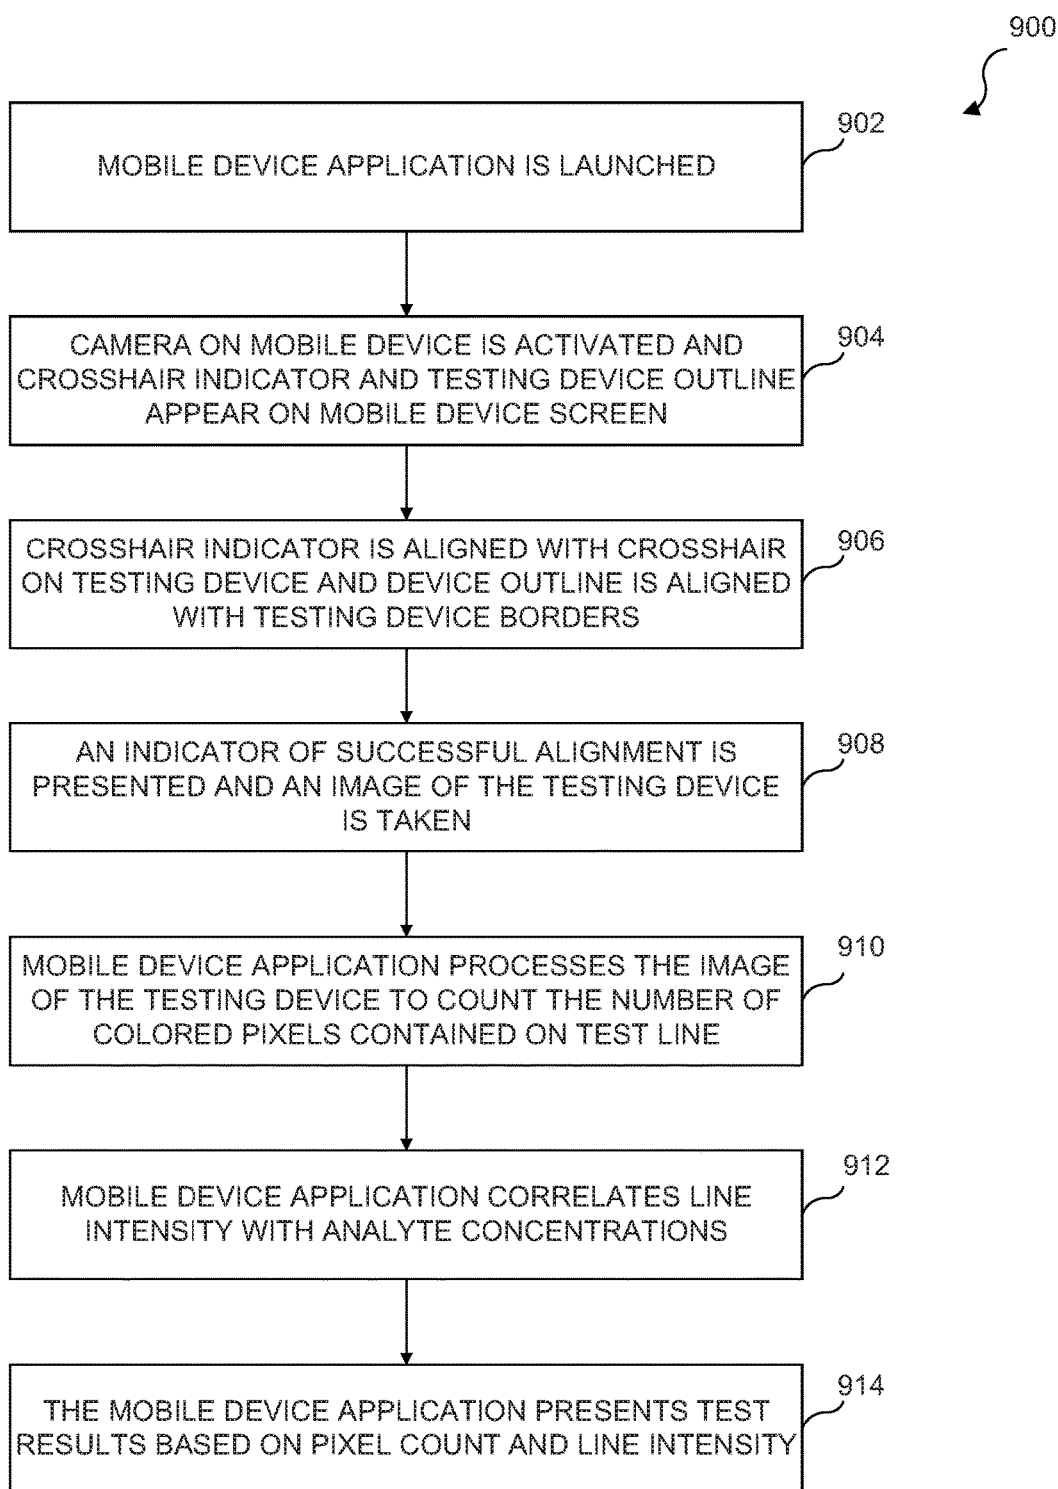 900
902
MOBILE DEVICE APPLICATION IS LAUNCHED
904
CAMERA ON MOBILE DEVICE IS ACTIVATED AND
CROSSHAIR INDICATOR AND TESTING DEVICE OUTLINE
APPEAR ON MOBILE DEVICE SCREEN
906
CROSSHAIR INDICATOR IS ALIGNED WITH CROSSHAIR
ON TESTING DEVICE AND DEVICE OUTLINE IS ALIGNED
WITH TESTING DEVICE BORDERS
908
AN INDICATOR OF SUCCESSFUL ALIGNMENT IS
PRESENTED AND AN IMAGE OF THE TESTING DEVICE
IS TAKEN
910
MOBILE DEVICE APPLICATION PROCESSES THE IMAGE
OF THE TESTING DEVICE TO COUNT THE NUMBER OF
COLORED PIXELS CONTAINED ON TEST LINE
912
MOBILE DEVICE APPLICATION CORRELATES LINE
INTENSITY WITH ANALYTE CONCENTRATIONS
914
THE MOBILE DEVICE APPLICATION PRESENTS TEST
RESULTS BASED ON PIXEL COUNT AND LINE INTENSITY